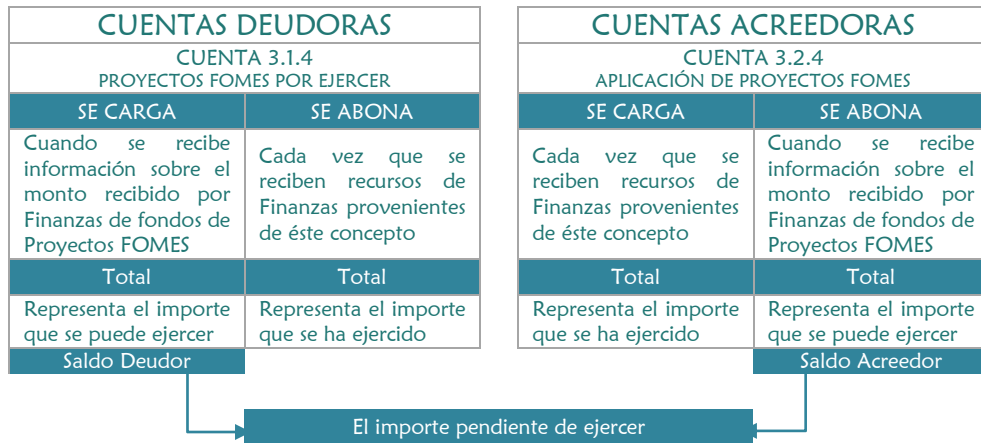 CUENTAS DEUDORAS
CUENTA 3.1.4
PROYECTOS FOMES POR EJERCER
SE CARGA
SE ABONA
Cuando se recibe
información sobre el
monto recibido por
Finanzas de fondos de
Proyectos FOMES
Cada vez que se
reciben recursos de
Finanzas provenientes
de éste concepto
Total
Total
Representa el importe
que se puede ejercer
Representa el importe
que se ha ejercido
Saldo Deudor
CUENTAS ACREEDORAS
CUENTA 3.2.4
APLICACIÓN DE PROYECTOS FOMES
SE CARGA
SE ABONA
Cada vez que se
reciben recursos de
Finanzas provenientes
de éste concepto
Cuando se recibe
información sobre el
monto recibido por
Finanzas de fondos de
Proyectos FOMES
Total
Total
Representa el importe
que se ha ejercido
Representa el importe
que se puede ejercer
Saldo Acreedor
El importe pendiente de ejercer